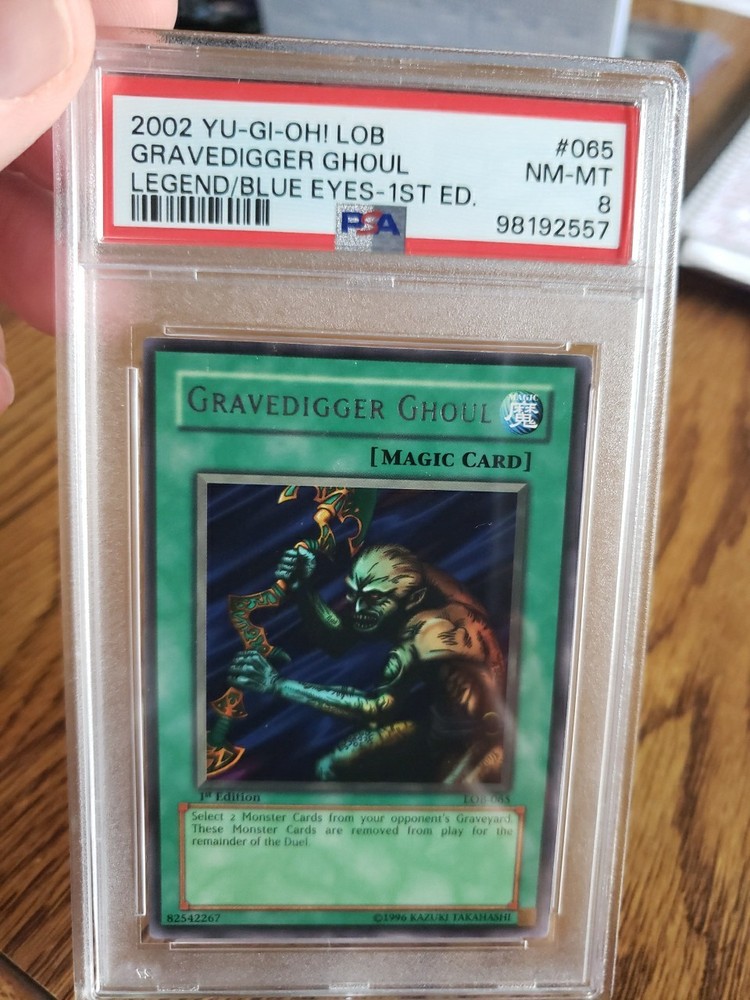 2002 YU-GI-OH! LOB
GRAVEDIGGER GHOUL
LEGEND/BLUE EYES-1ST ED.
#065
NM-MT
8
98192557
PSA
GRAVEDIGGER GHOUL
MAGIC
魔
[MAGIC CARD]
1st Edition
LOB-065
Select 2 Monster Cards from your opponent's Graveyard.
These Monster Cards are removed from play for the
remainder of the Duel.
82542267
©1996 KAZUKI TAKAHASHI